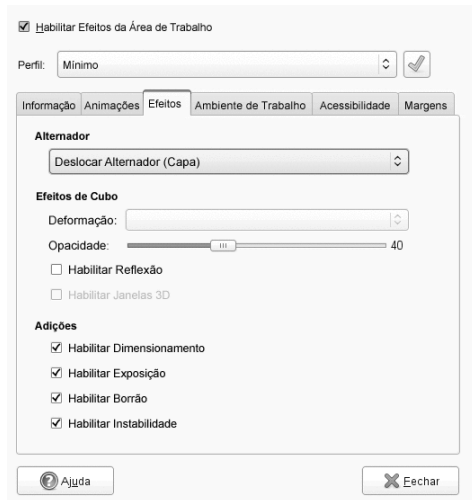 Habilitar Efeitos da Área de Trabalho
Perfil: Mínimo
Informação Animações Efeitos Ambiente de Trabalho Acessibilidade Margens
Alternador
Deslocar Alternador (Capa)
Efeitos de Cubo
Deformação:
Opacidade: 40
Habilitar Reflexão
Habilitar Janelas 3D
Adições
Habilitar Dimensionamento
Habilitar Exposição
Habilitar Borrão
Habilitar Instabilidade
Ajuda Fechar